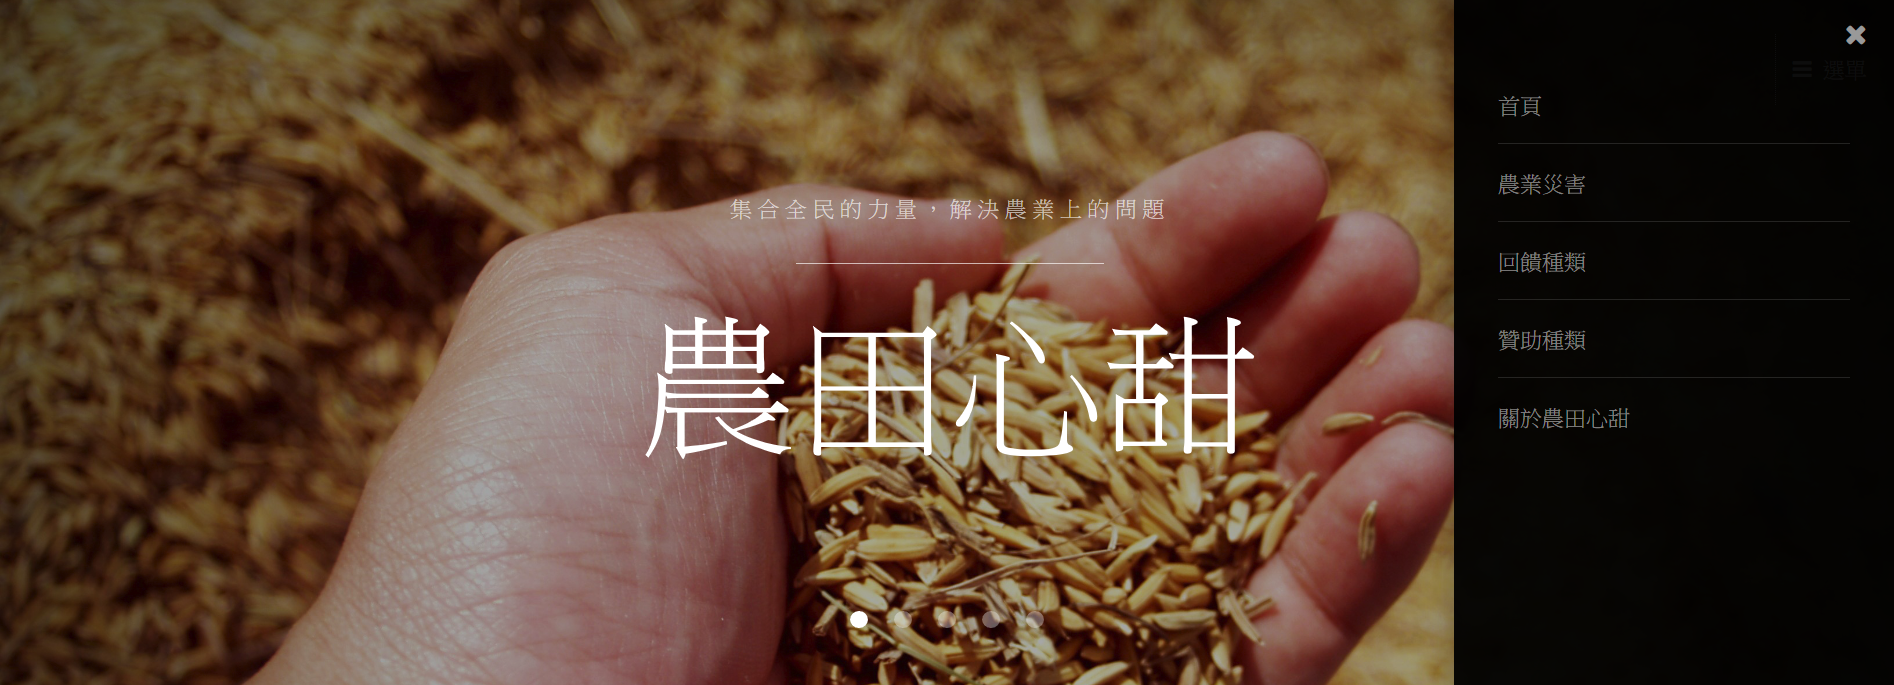 集合全民的力量，解決農業上的問題
農田心甜
選單
首頁
農業災害
回饋種類
贊助種類
關於農田心甜